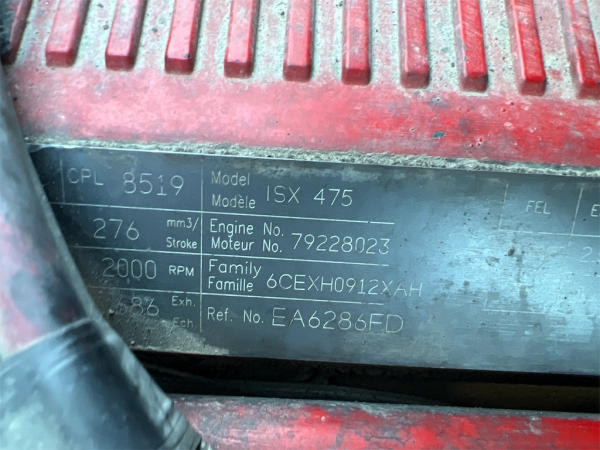 CPL 8519
Model
Modèle ISX 475
FEL
276 mm3/
Stroke
Engine No.
Moteur No. 79228023
2000 RPM
Family
Famille 6CEXH0912XAH
Exh.
Ech.
Ref. No. EA6286FD